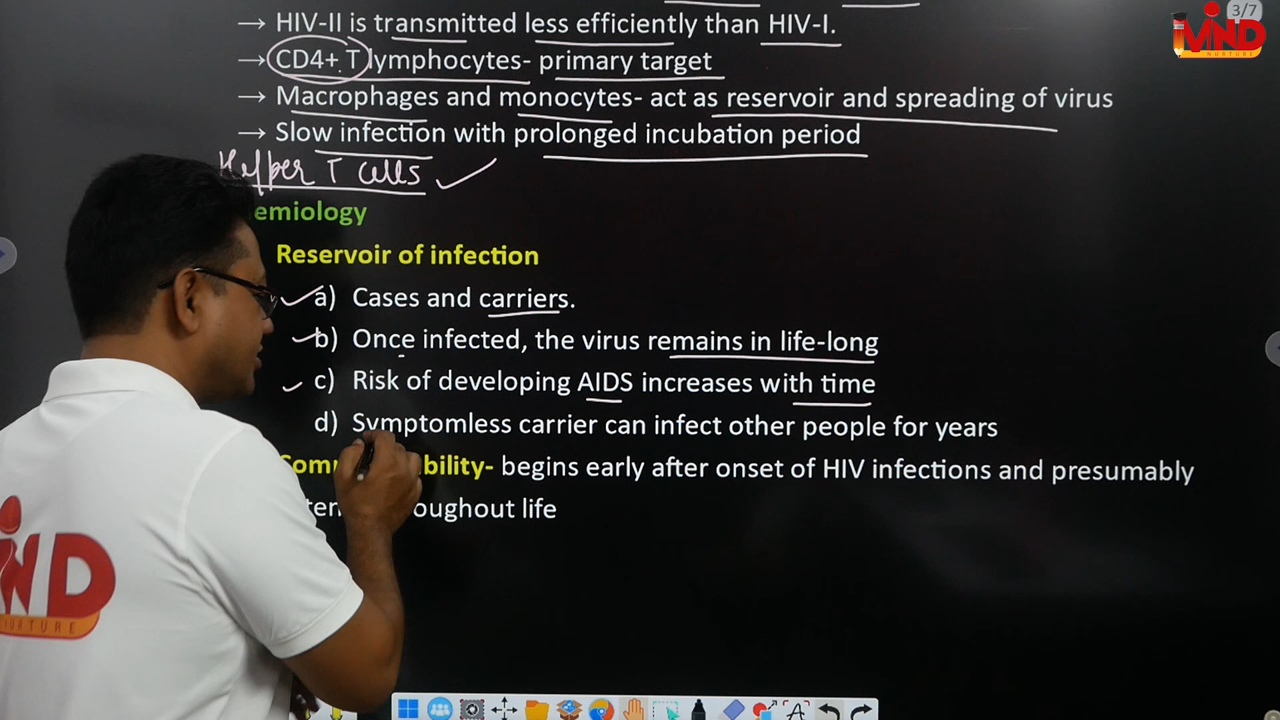 3/7
MIND
NURTURE
→ HIV-II is transmitted less efficiently than HIV-I.
→ CD4+ T lymphocytes- primary target
→ Macrophages and monocytes- act as reservoir and spreading of virus
→ Slow infection with prolonged incubation period
Helper T cells
emiology
Reservoir of infection
a) Cases and carriers.
b) Once infected, the virus remains in life-long
c) Risk of developing AIDS increases with time
d) Symptomless carrier can infect other people for years
bility- begins early after onset of HIV infections and presumably
oughout life